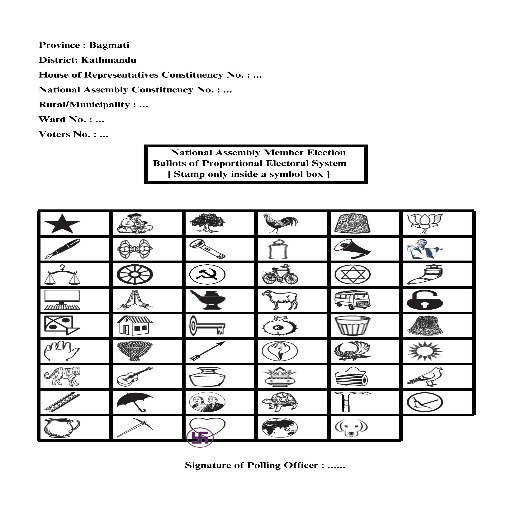 Province : Bagmati
District: Kathmandu
House of Representatives Constituency No. : ...
National Assembly Constituency No. : ...
Rural/Municipality : ...
Ward No. : ...
Voters No. : ...
National Assembly Member Election
Ballots of Proportional Electoral System
[ Stamp only inside a symbol box ]
Signature of Polling Officer : ......